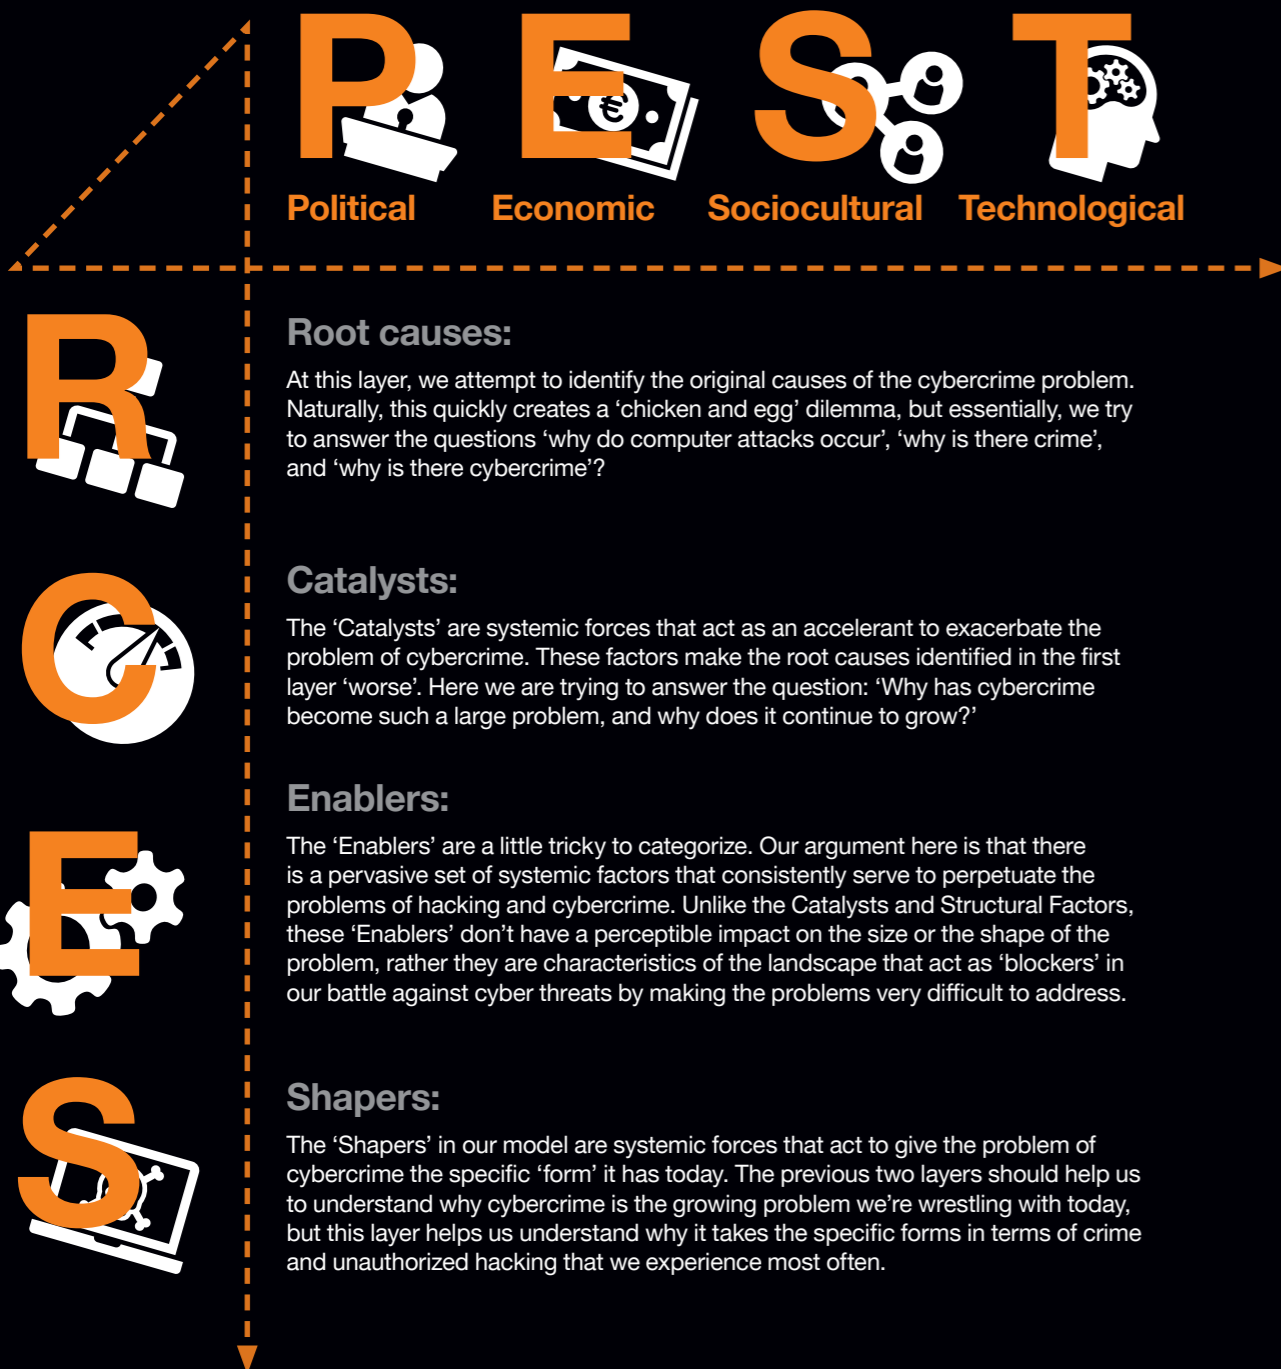 P E S T
Political Economic Sociocultural Technological
R
Root causes:
At this layer, we attempt to identify the original causes of the cybercrime problem.
Naturally, this quickly creates a ‘chicken and egg’ dilemma, but essentially, we try
to answer the questions ‘why do computer attacks occur’, ‘why is there crime’,
and ‘why is there cybercrime’?
C
Catalysts:
The ‘Catalysts’ are systemic forces that act as an accelerant to exacerbate the
problem of cybercrime. These factors make the root causes identified in the first
layer ‘worse’. Here we are trying to answer the question: ‘Why has cybercrime
become such a large problem, and why does it continue to grow?’
E
Enablers:
The ‘Enablers’ are a little tricky to categorize. Our argument here is that there
is a pervasive set of systemic factors that consistently serve to perpetuate the
problems of hacking and cybercrime. Unlike the Catalysts and Structural Factors,
these ‘Enablers’ don’t have a perceptible impact on the size or the shape of the
problem, rather they are characteristics of the landscape that act as ‘blockers’ in
our battle against cyber threats by making the problems very difficult to address.
S
Shapers:
The ‘Shapers’ in our model are systemic forces that act to give the problem of
cybercrime the specific ‘form’ it has today. The previous two layers should help us
to understand why cybercrime is the growing problem we’re wrestling with today,
but this layer helps us understand why it takes the specific forms in terms of crime
and unauthorized hacking that we experience most often.